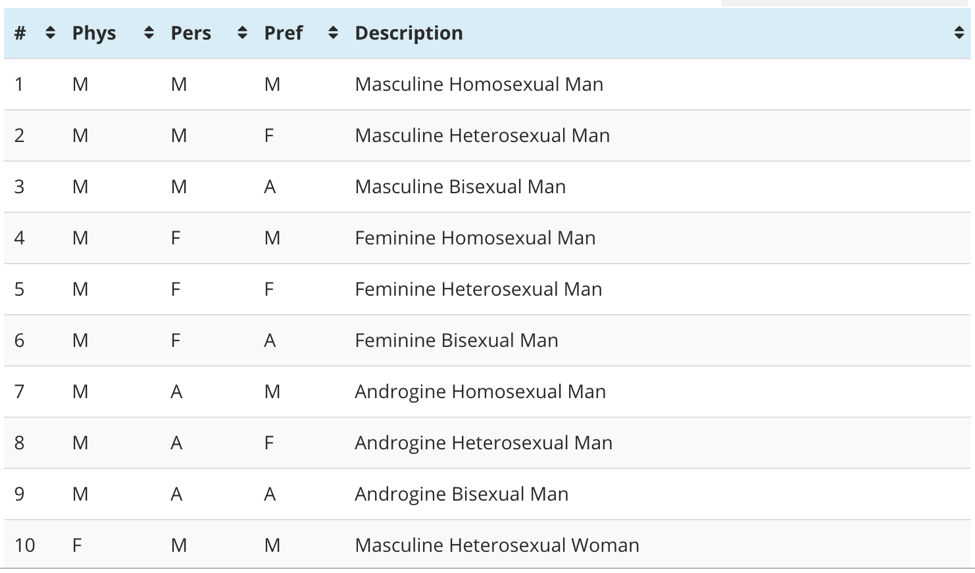 # Phys Pers Pref Description
1 M M M Masculine Homosexual Man
2 M M F Masculine Heterosexual Man
3 M M A Masculine Bisexual Man
4 M F M Feminine Homosexual Man
5 M F F Feminine Heterosexual Man
6 M F A Feminine Bisexual Man
7 M A M Androgine Homosexual Man
8 M A F Androgine Heterosexual Man
9 M A A Androgine Bisexual Man
10 F M M Masculine Heterosexual Woman